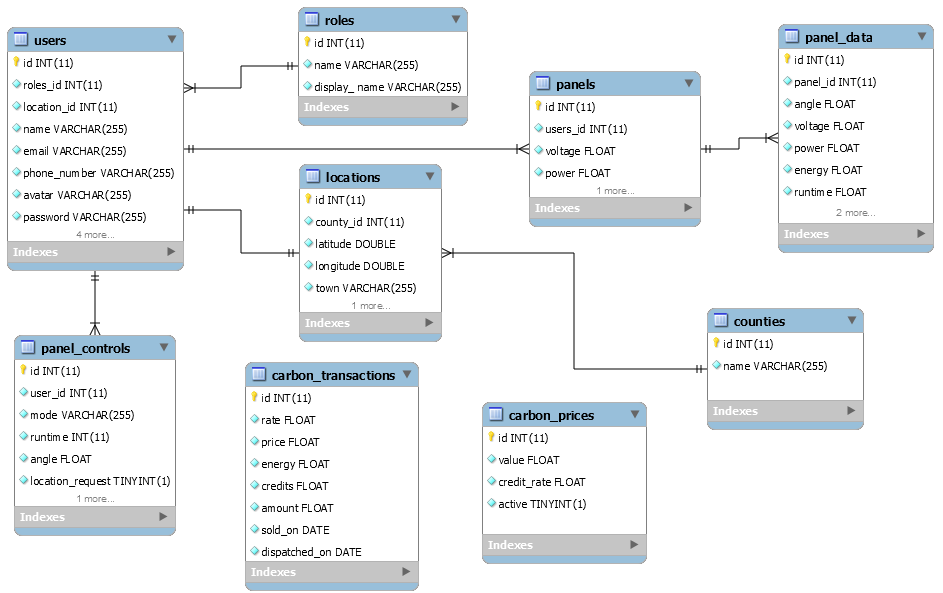 users
id INT(11)
roles_id INT(11)
location_id INT(11)
name VARCHAR(255)
email VARCHAR(255)
phone_number VARCHAR(255)
avatar VARCHAR(255)
password VARCHAR(255)
4 more...
Indexes
roles
id INT(11)
name VARCHAR(255)
display_ name VARCHAR(255)
Indexes
panels
id INT(11)
users_id INT(11)
voltage FLOAT
power FLOAT
1 more...
Indexes
panel_data
id INT(11)
panel_id INT(11)
angle FLOAT
voltage FLOAT
power FLOAT
energy FLOAT
runtime FLOAT
2 more...
Indexes
locations
id INT(11)
county_id INT(11)
latitude DOUBLE
longitude DOUBLE
town VARCHAR(255)
1 more...
Indexes
counties
id INT(11)
name VARCHAR(255)
Indexes
panel_controls
id INT(11)
user_id INT(11)
mode VARCHAR(255)
runtime INT(11)
angle FLOAT
location_request TINYINT(1)
1 more...
Indexes
carbon_transactions
id INT(11)
rate FLOAT
price FLOAT
energy FLOAT
credits FLOAT
amount FLOAT
sold_on DATE
dispatched_on DATE
Indexes
carbon_prices
id INT(11)
value FLOAT
credit_rate FLOAT
active TINYINT(1)
Indexes